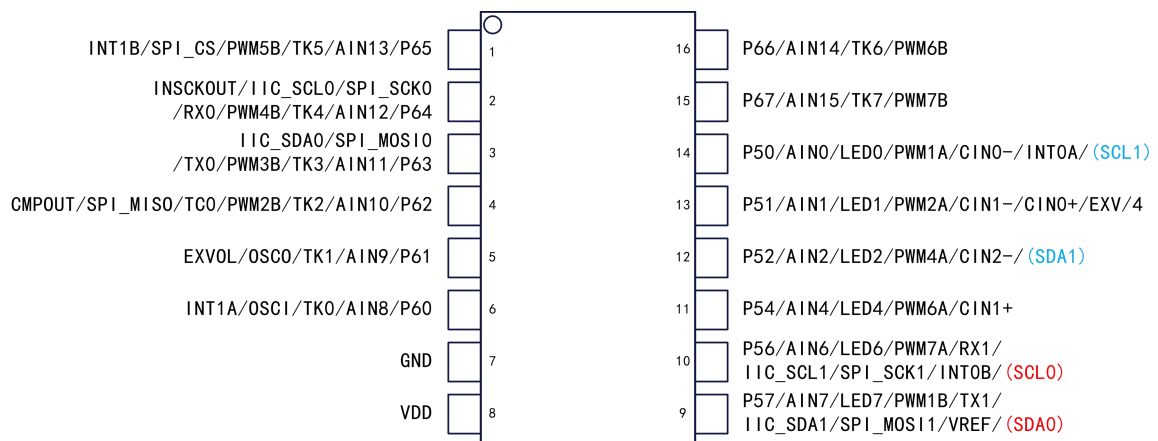 INT1B/SPI_CS/PWM5B/TK5/AIN13/P65
1
16
P66/AIN14/TK6/PWM6B
INSCKOUT/IIC_SCL0/SPI_SCK0
/RX0/PWM4B/TK4/AIN12/P64
2
15
P67/AIN15/TK7/PWM7B
IIC_SDA0/SPI_MOSI0
/TX0/PWM3B/TK3/AIN11/P63
3
14
P50/AIN0/LED0/PWM1A/CIN0-/INT0A/(SCL1)
CMPOUT/SPI_MISO/TC0/PWM2B/TK2/AIN10/P62
4
13
P51/AIN1/LED1/PWM2A/CIN1-/CIN0+/EXV/4
EXVOL/OSCO/TK1/AIN9/P61
5
12
P52/AIN2/LED2/PWM4A/CIN2-/(SDA1)
INT1A/OSCI/TK0/AIN8/P60
6
11
P54/AIN4/LED4/PWM6A/CIN1+
GND
7
10
P56/AIN6/LED6/PWM7A/RX1/
IIC_SCL1/SPI_SCK1/INT0B/(SCL0)
VDD
8
9
P57/AIN7/LED7/PWM1B/TX1/
IIC_SDA1/SPI_MOSI1/VREF/(SDA0)